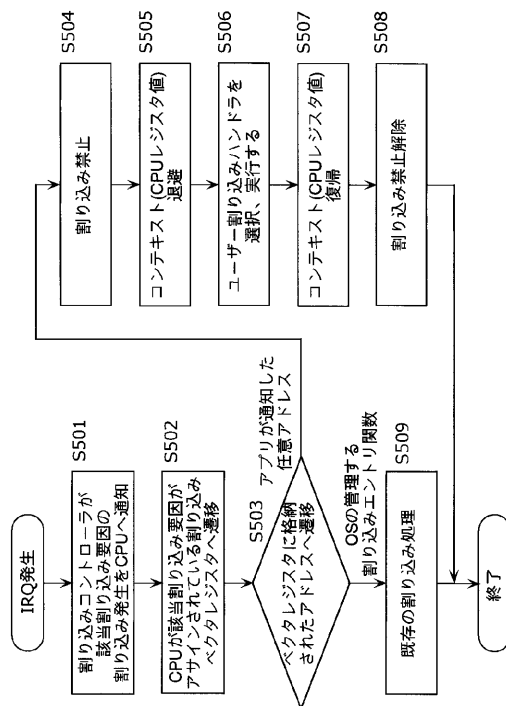 IRQ発生
S501
割り込みコントローラが
該当割り込み要因の
割り込み発生をCPUへ通知
S502
CPUが該当割り込み要因が
アサインされている割り込み
ベクタレジスタへ遷移
S503
ベクタレジスタに格納
されたアドレスへ遷移
アプリが通知した
任意アドレス
OSの管理する
割り込みエントリ関数
S509
既存の割り込み処理
終了
S504
割り込み禁止
S505
コンテキスト(CPUレジスタ値)
退避
S506
ユーザー割り込みハンドラを
選択、実行する
S507
コンテキスト(CPUレジスタ値)
復帰
S508
割り込み禁止解除